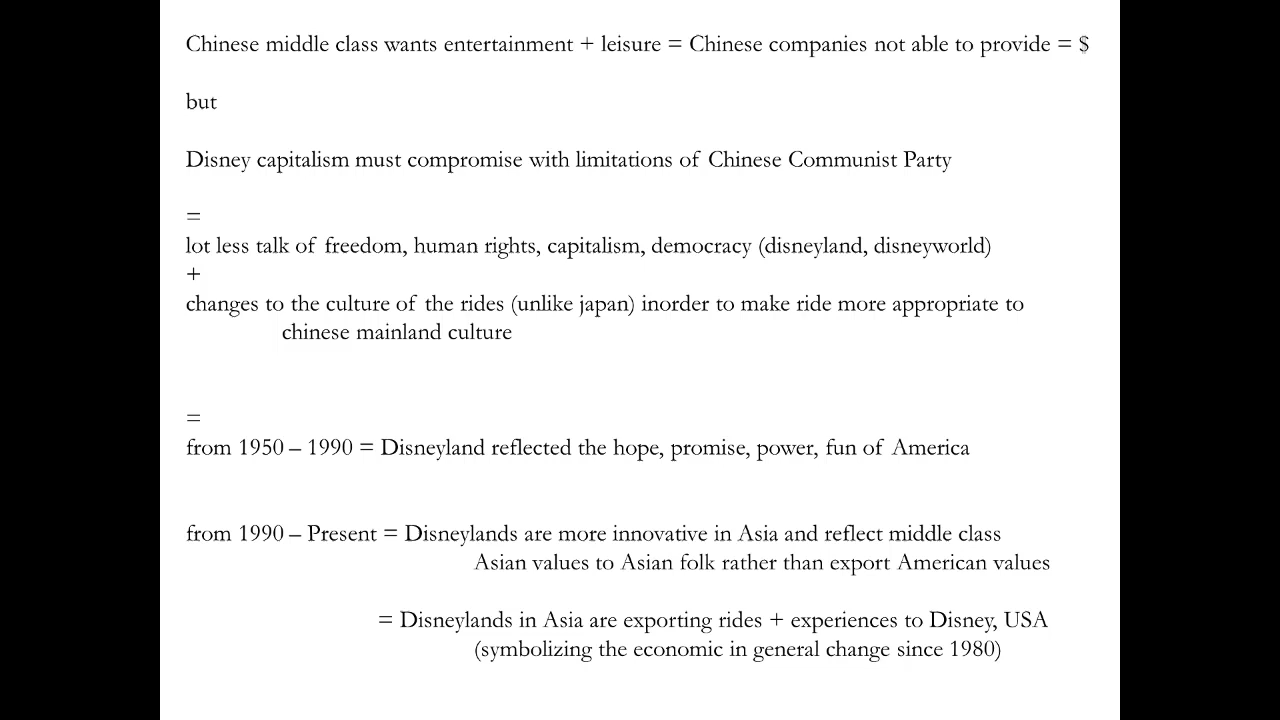 Chinese middle class wants entertainment + leisure = Chinese companies not able to provide = $
but
Disney capitalism must compromise with limitations of Chinese Communist Party
=
lot less talk of freedom, human rights, capitalism, democracy (disneyland, disneyworld)
+
changes to the culture of the rides (unlike japan) inorder to make ride more appropriate to
chinese mainland culture
=
from 1950 – 1990 = Disneyland reflected the hope, promise, power, fun of America
from 1990 – Present = Disneylands are more innovative in Asia and reflect middle class
Asian values to Asian folk rather than export American values
= Disneylands in Asia are exporting rides + experiences to Disney, USA
(symbolizing the economic in general change since 1980)